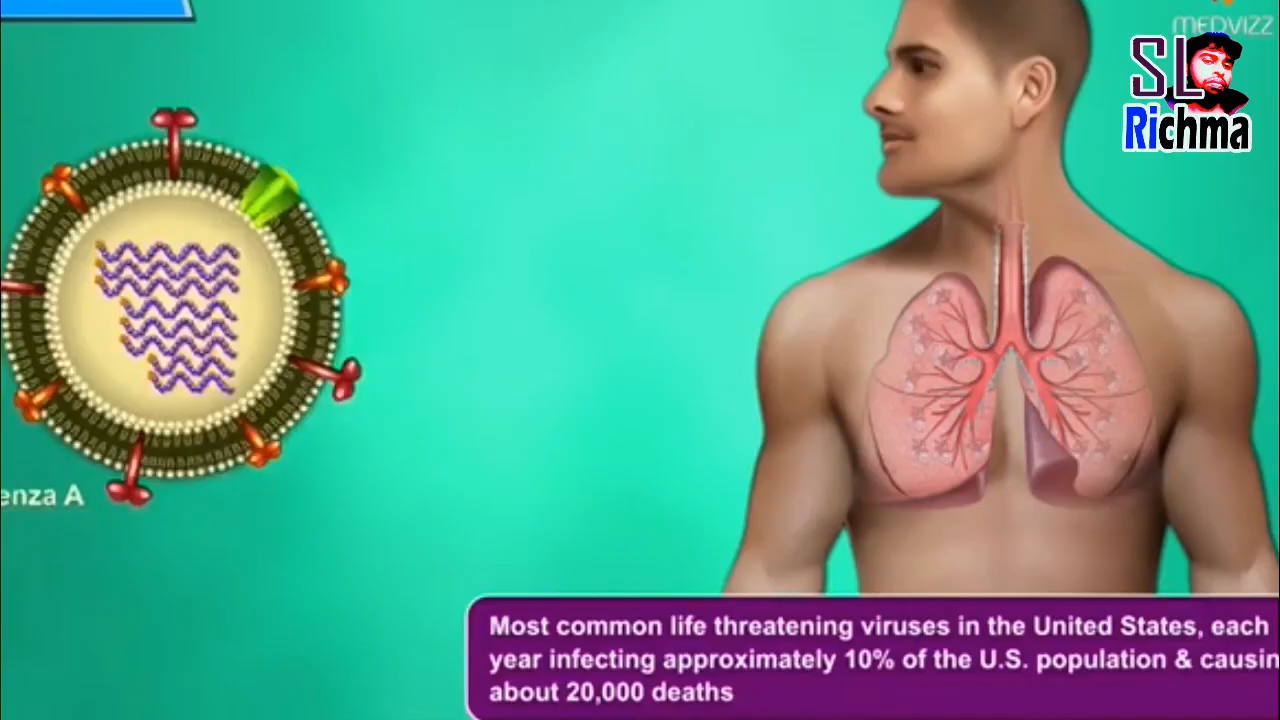 MEDVIZZ
SL
Richma
enza A
Most common life threatening viruses in the United States, each
year infecting approximately 10% of the U.S. population & causin
about 20,000 deaths